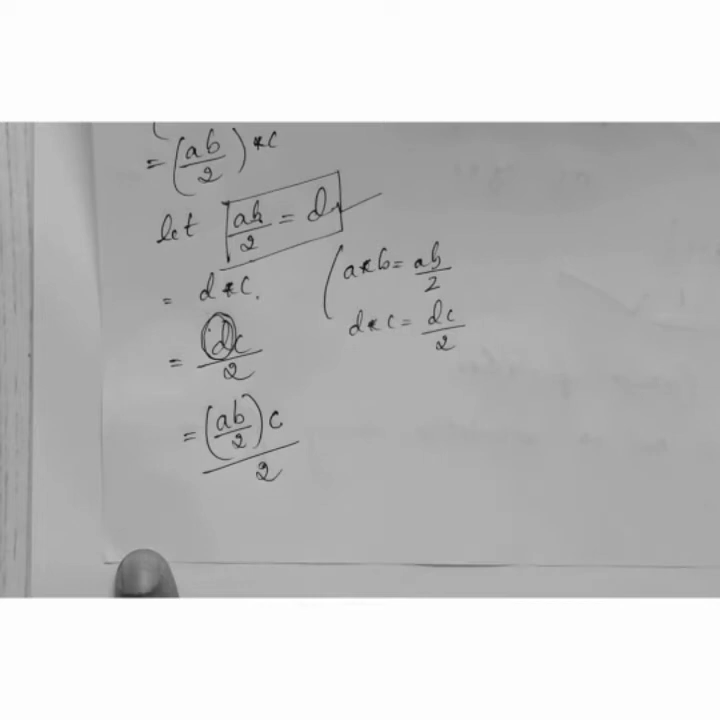 = (ab/2) * c
let ab/2 = d
= d * c.
= dc/2
= (ab/2)c/2
(a*b = ab/2
d*c = dc/2